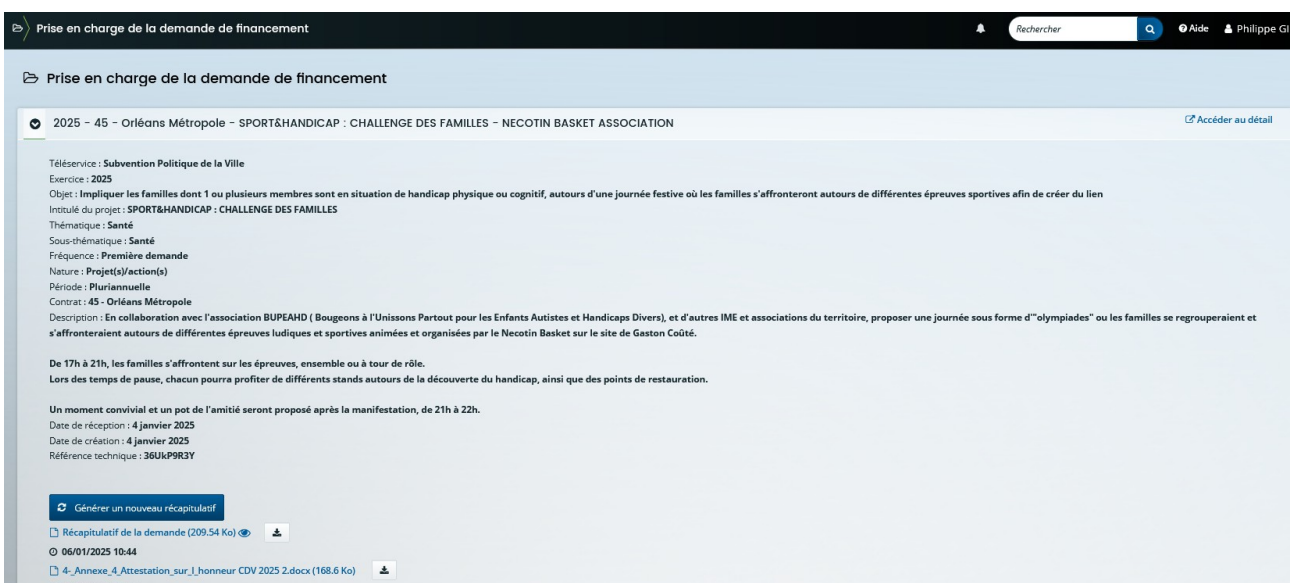 Prise en charge de la demande de financement
Rechercher
Aide
Philippe GI
Prise en charge de la demande de financement
2025 - 45 - Orléans Métropole - SPORT&HANDICAP : CHALLENGE DES FAMILLES - NECOTIN BASKET ASSOCIATION
Accéder au détail
Téléservice : Subvention Politique de la Ville
Exercice : 2025
Objet : Impliquer les familles dont 1 ou plusieurs membres sont en situation de handicap physique ou cognitif, autours d'une journée festive où les familles s'affronteront autours de différentes épreuves sportives afin de créer du lien
Intitulé du projet : SPORT&HANDICAP : CHALLENGE DES FAMILLES
Thématique : Santé
Sous-thématique : Santé
Fréquence : Première demande
Nature : Projet(s)/action(s)
Période : Pluriannuelle
Contrat : 45 - Orléans Métropole
Description : En collaboration avec l'association BUPEAHD ( Bougeons à l'Unissons Partout pour les Enfants Autistes et Handicaps Divers), et d'autres IME et associations du territoire, proposer une journée sous forme d'"olympiades" ou les familles se regrouperaient et
s'affronteraient autours de différentes épreuves ludiques et sportives animées et organisées par le Necotin Basket sur le site de Gaston Coûté.
De 17h à 21h, les familles s'affrontent sur les épreuves, ensemble ou à tour de rôle.
Lors des temps de pause, chacun pourra profiter de différents stands autours de la découverte du handicap, ainsi que des points de restauration.
Un moment convivial et un pot de l'amitié seront proposé après la manifestation, de 21h à 22h.
Date de réception : 4 janvier 2025
Date de création : 4 janvier 2025
Référence technique : 36UkP9R3Y
Générer un nouveau récapitulatif
Récapitulatif de la demande (209.54 Ko)
06/01/2025 10:44
4-_Annexe_4_Attestation_sur_l_honneur CDV 2025 2.docx (168.6 Ko)